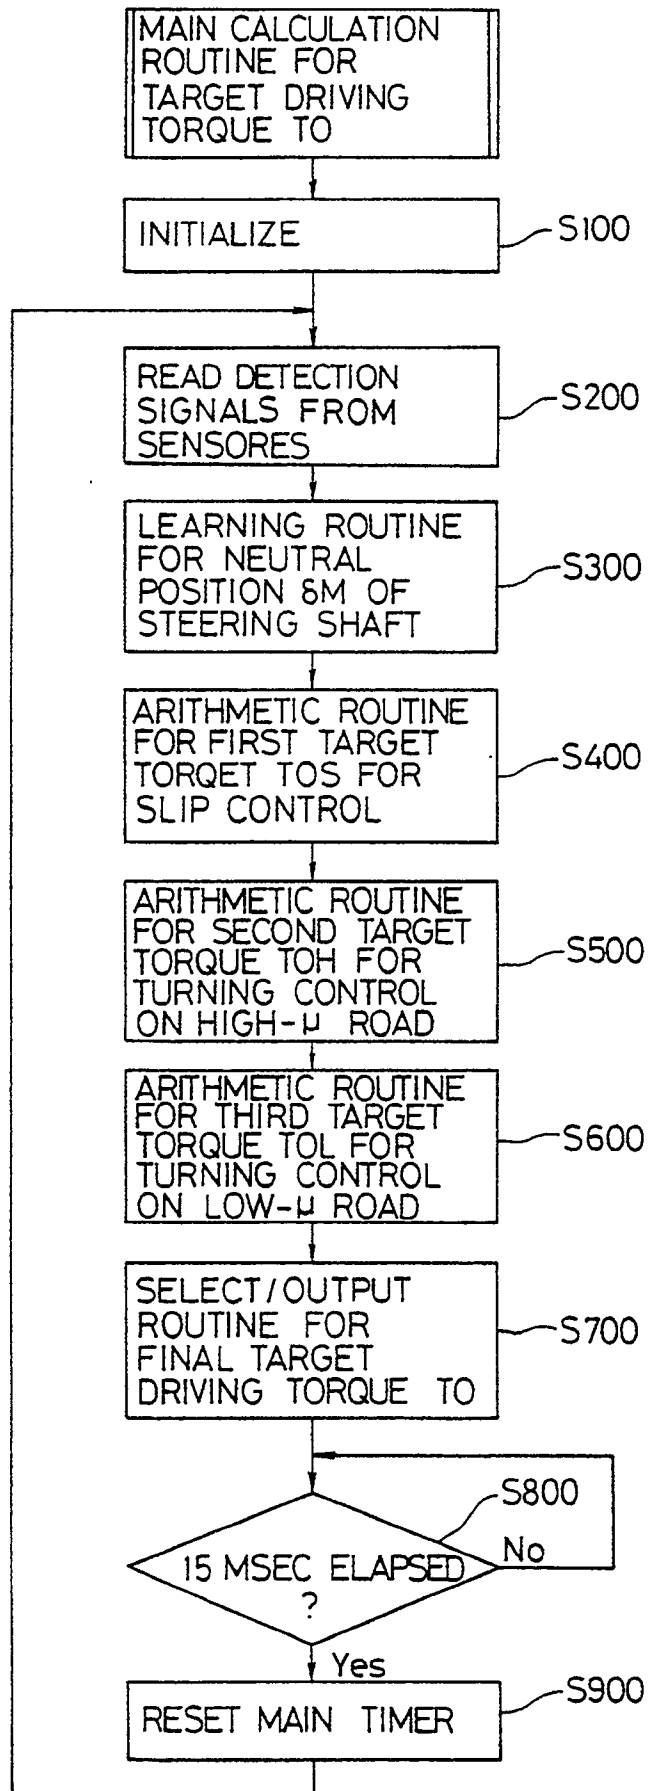 MAIN CALCULATION
ROUTINE FOR
TARGET DRIVING
TORQUE TO
INITIALIZE
S100
READ DETECTION
SIGNALS FROM
SENSORES
S200
LEARNING ROUTINE
FOR NEUTRAL
POSITION δM OF
STEERING SHAFT
S300
ARITHMETIC ROUTINE
FOR FIRST TARGET
TORQET TOS FOR
SLIP CONTROL
S400
ARITHMETIC ROUTINE
FOR SECOND TARGET
TORQUE TOH FOR
TURNING CONTROL
ON HIGH-μ ROAD
S500
ARITHMETIC ROUTINE
FOR THIRD TARGET
TORQUE TOL FOR
TURNING CONTROL
ON LOW-μ ROAD
S600
SELECT/OUTPUT
ROUTINE FOR
FINAL TARGET
DRIVING TORQUE TO
S700
S800
15 MSEC ELAPSED
?
No
Yes
RESET MAIN TIMER
S900